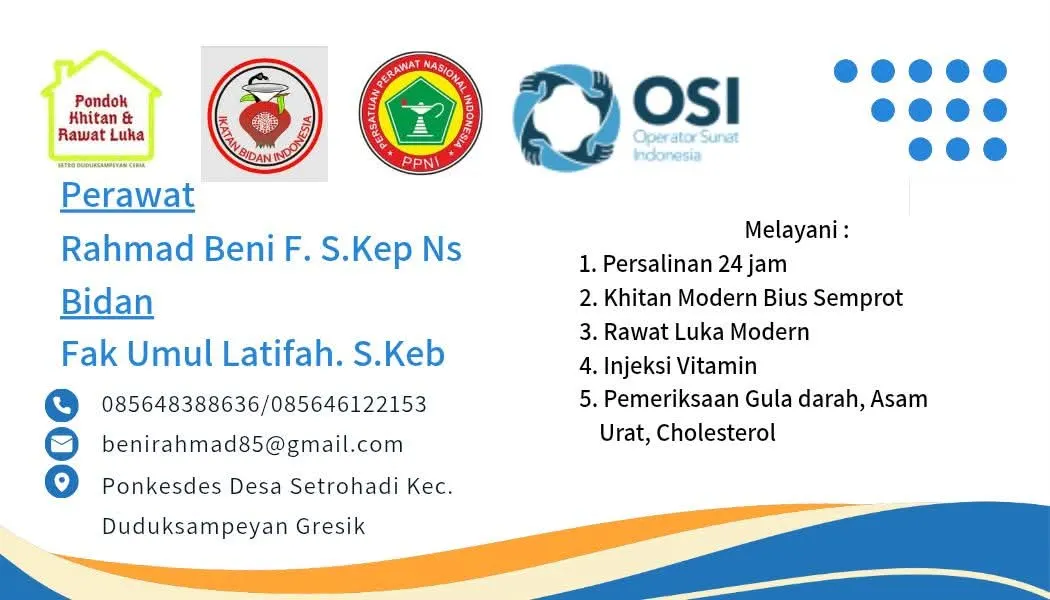 Pondok
Khitan &
Rawat Luka
SETRO DUDUKSAMPEYAN CERIA
IKATAN BIDAN INDONESIA
PERSATUAN PERAWAT NASIONAL INDONESIA
PPNI
OSI
Operator Sunat
Indonesia
Perawat
Rahmad Beni F. S.Kep Ns
Bidan
Fak Umul Latifah. S.Keb
085648388636/085646122153
benirahmad85@gmail.com
Ponkesdes Desa Setrohadi Kec.
Duduksampeyan Gresik
Melayani :
1. Persalinan 24 jam
2. Khitan Modern Bius Semprot
3. Rawat Luka Modern
4. Injeksi Vitamin
5. Pemeriksaan Gula darah, Asam
Urat, Cholesterol